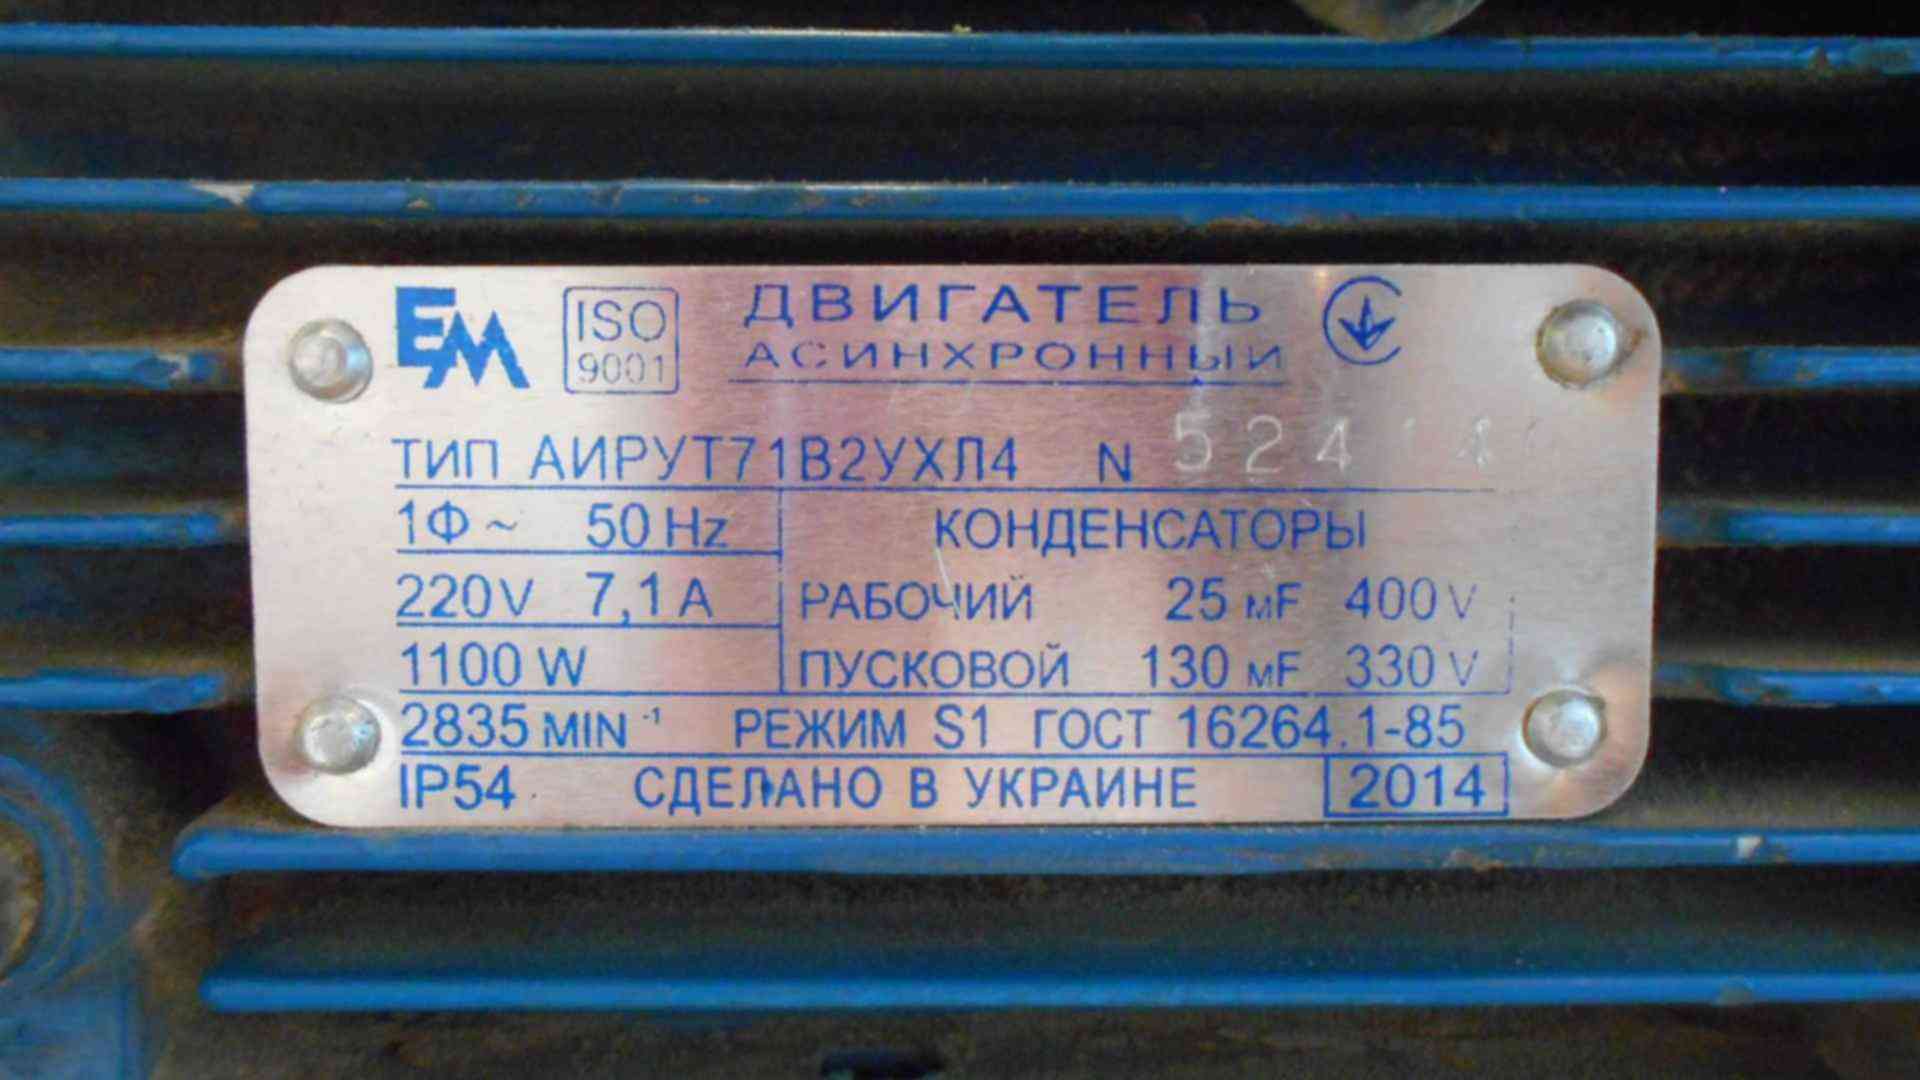 ЕМ ISO 9001 ДВИГАТЕЛЬ АСИНХРОННЫЙ
ТИП АИРУТ71В2УХЛ4 N
1Ф ~ 50 Hz КОНДЕНСАТОРЫ
220V 7,1 A РАБОЧИЙ 25 мF 400 V
1100 W ПУСКОВОЙ 130 мF 330 V
2835 MIN -1 РЕЖИМ S1 ГОСТ 16264.1-85
IP54 СДЕЛАНО В УКРАИНЕ 2014